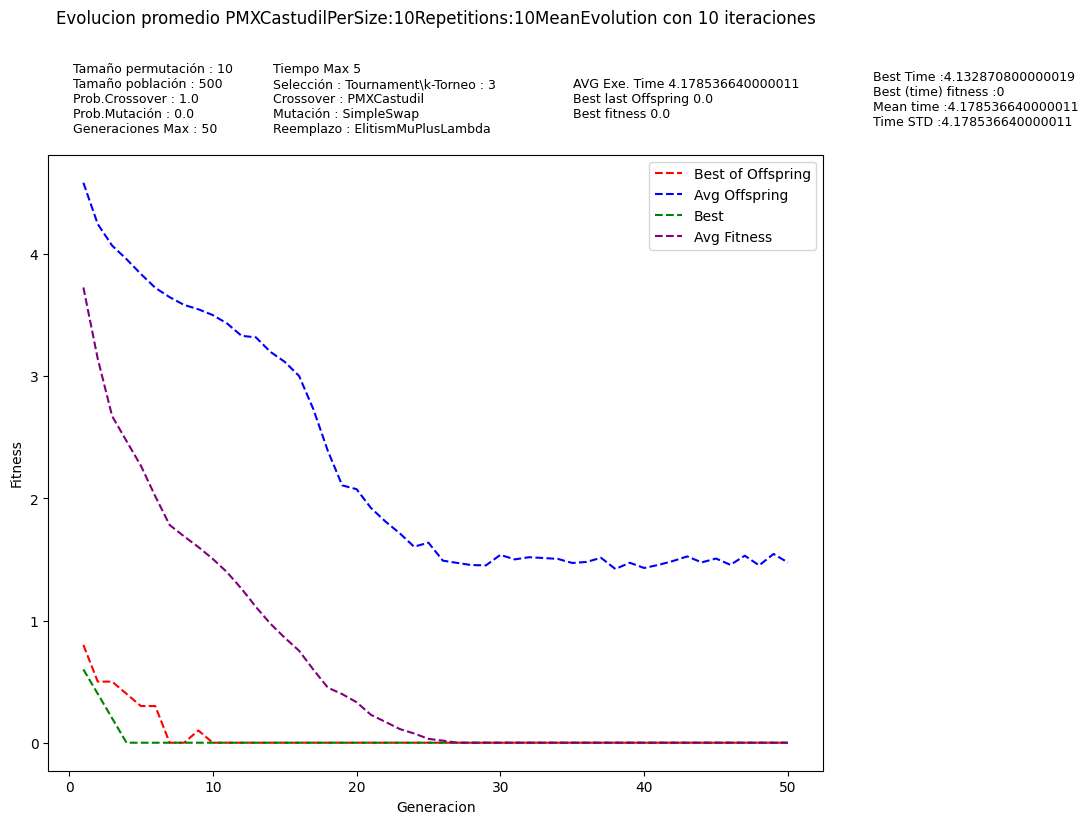 Evolucion promedio PMXCastudilPerSize:10Repetitions:10MeanEvolution con 10 iteraciones
Tamaño permutación : 10
Tamaño población : 500
Prob.Crossover : 1.0
Prob.Mutación : 0.0
Generaciones Max : 50
Tiempo Max 5
Selección : Tournament\k-Torneo : 3
Crossover : PMXCastudil
Mutación : SimpleSwap
Reemplazo : ElitismMuPlusLambda
AVG Exe. Time 4.178536640000011
Best last Offspring 0.0
Best fitness 0.0
Best Time :4.132870800000019
Best (time) fitness :0
Mean time :4.178536640000011
Time STD :4.178536640000011
Best of Offspring
Avg Offspring
Best
Avg Fitness
Fitness
4
3
2
1
0
0
10
20
30
40
50
Generacion